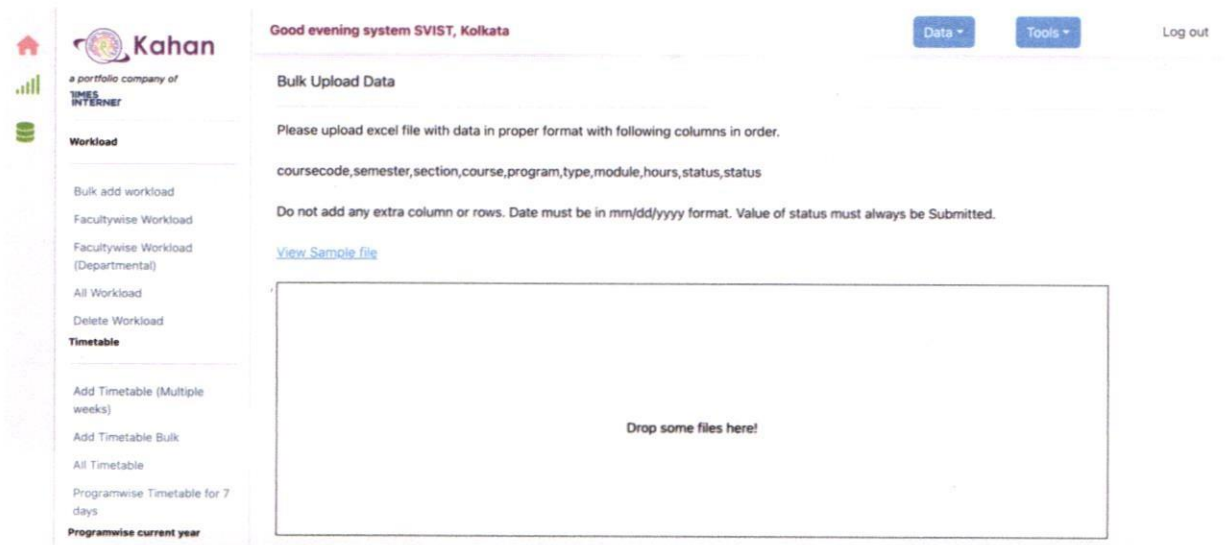 Kahan
a portfolio company of
TIMES
INTERNET
Workload
Bulk add workload
Facultywise Workload
Facultywise Workload
(Departmental)
All Workload
Delete Workload
Timetable
Add Timetable (Multiple
weeks)
Add Timetable Bulk
All Timetable
Programwise Timetable for 7
days
Programwise current year
Good evening system SVIST, Kolkata
Data
Tools
Log out
Bulk Upload Data
Please upload excel file with data in proper format with following columns in order.
coursecode,semester,section,course,program,type,module,hours,status,status
Do not add any extra column or rows. Date must be in mm/dd/yyyy format. Value of status must always be Submitted.
View Sample file
Drop some files here!